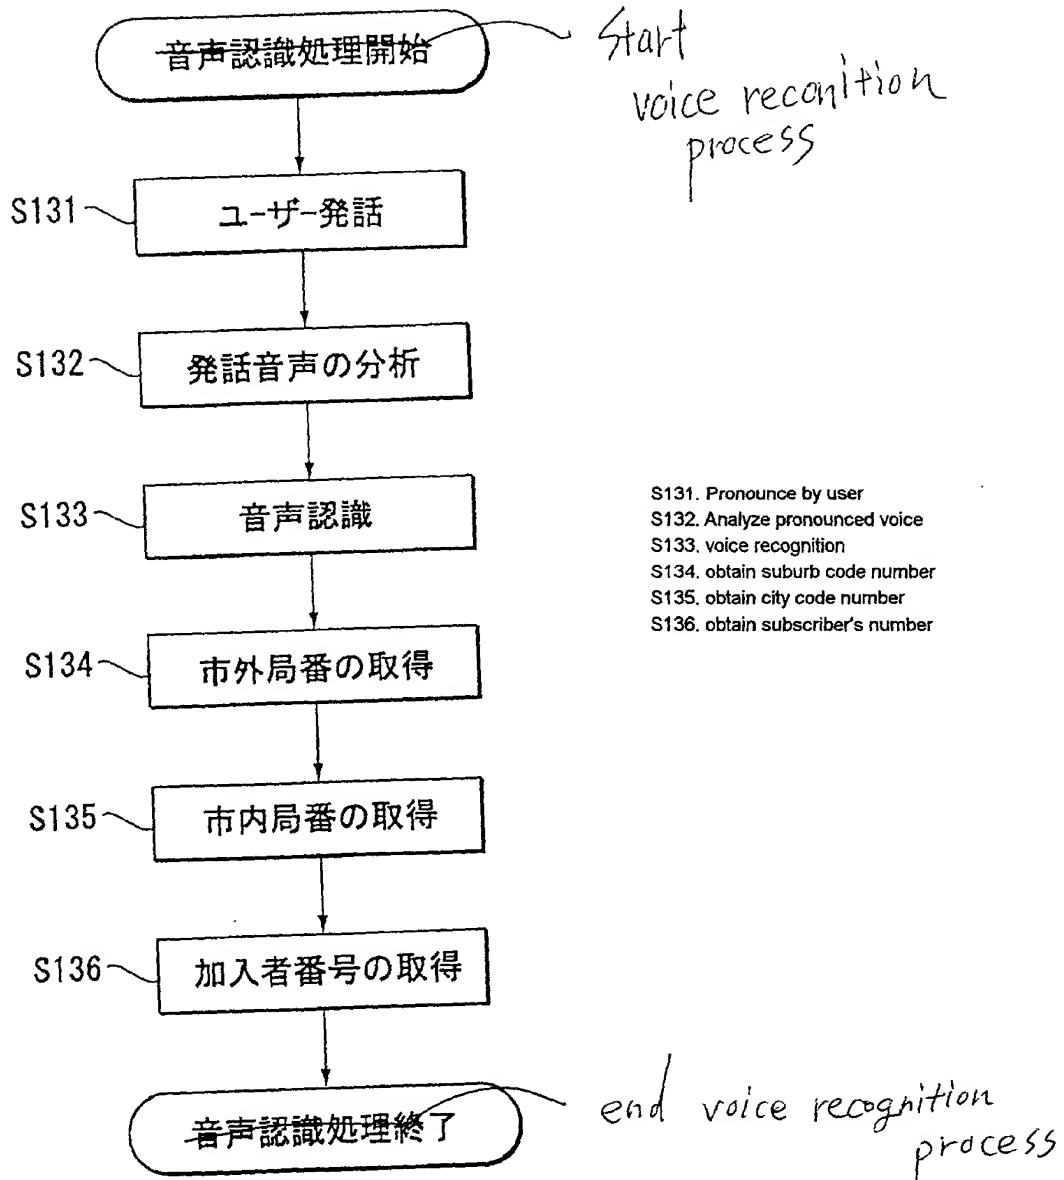 音声認識処理開始
Start
voice reconition
process
S131
ユーザー発話
S132
発話音声の分析
S133
音声認識
S134
市外局番の取得
S135
市内局番の取得
S136
加入者番号の取得
音声認識処理終了
end voice recognition
process
S131. Pronounce by user
S132. Analyze pronounced voice
S133. voice recognition
S134. obtain suburb code number
S135. obtain city code number
S136. obtain subscriber's number